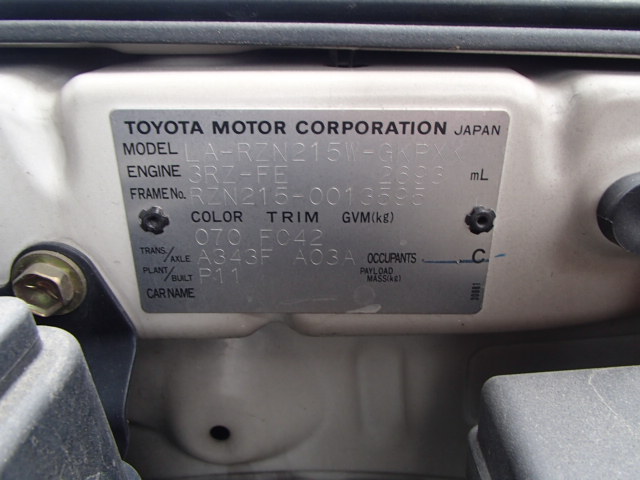 TOYOTA MOTOR CORPORATION JAPAN
MODEL LA-RZN215W-GKPXK
ENGINE 3RZ-FE 2693 mL
FRAME No. RZN215-0013595
COLOR TRIM GVM(kg)
070 FC42
TRANS/AXLE A343F A03A OCCUPANTS C
PLANT/BUILT P11 PAYLOAD MASS(kg)
CAR NAME